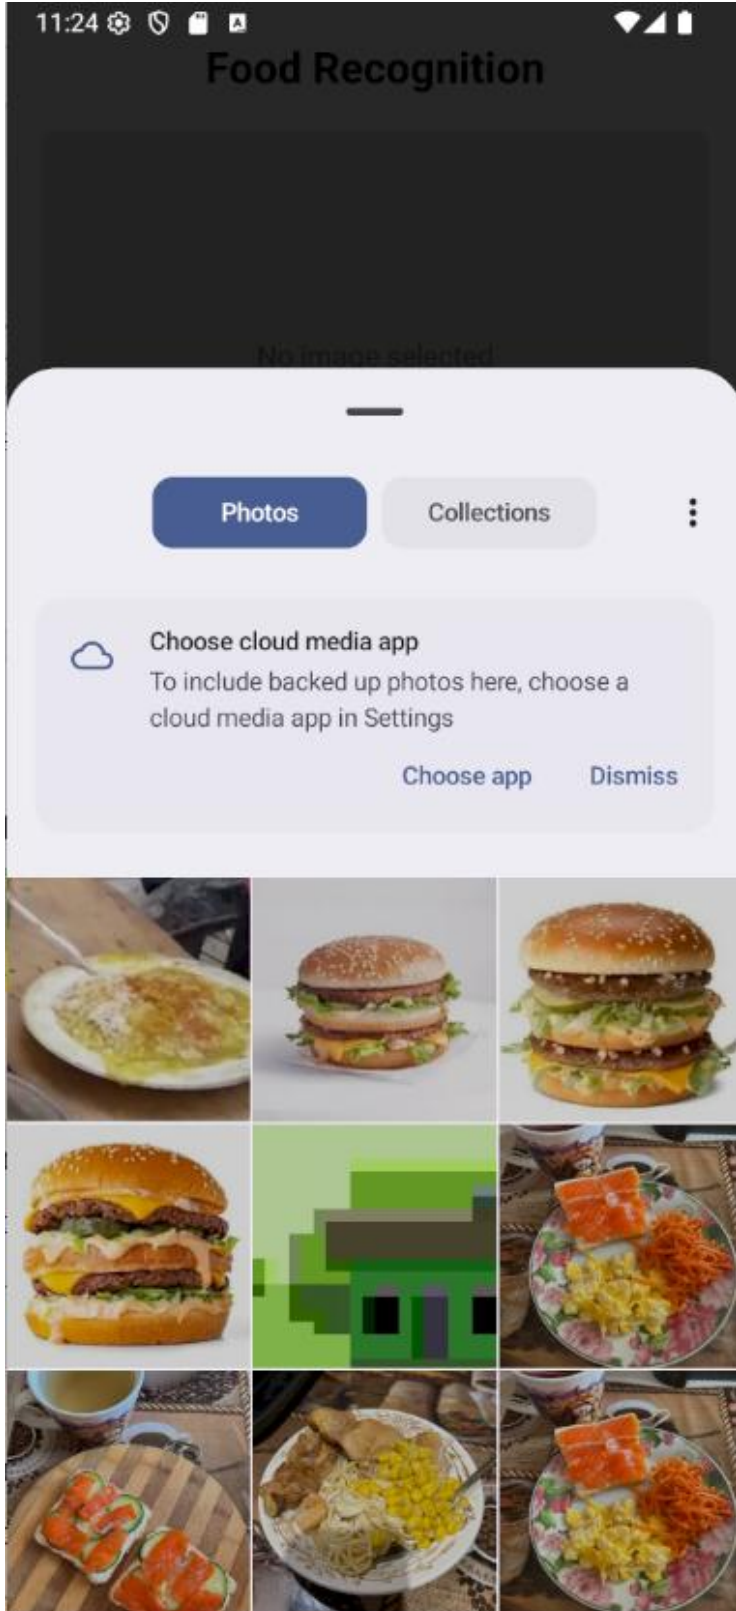 11:24
Food Recognition
No image selected
Photos
Collections
Choose cloud media app
To include backed up photos here, choose a
cloud media app in Settings
Choose app
Dismiss